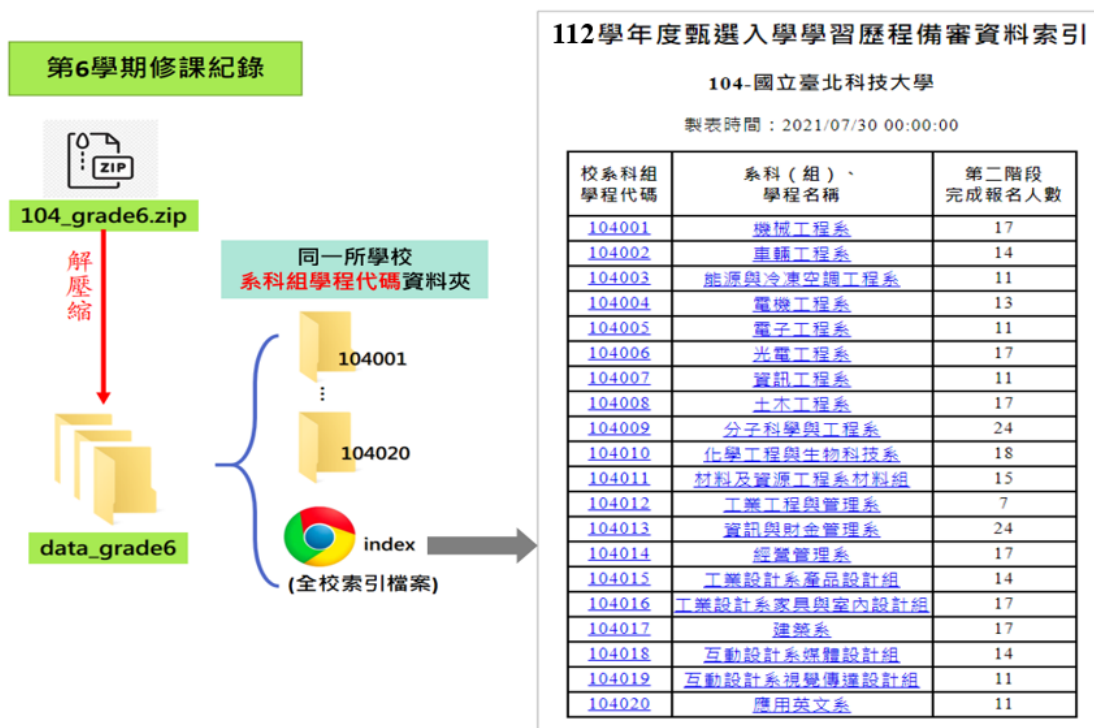 第6學期修課紀錄
ZIP
104_grade6.zip
解壓縮
data_grade6
同一所學校
系科組學程代碼資料夾
104001
⋮
104020
index
(全校索引檔案)
112學年度甄選入學學習歷程備審資料索引
104-國立臺北科技大學
製表時間：2021/07/30 00:00:00
校系科組 系科（組）、 第二階段
學程代碼 學程名稱 完成報名人數
104001 機械工程系 17
104002 車輛工程系 14
104003 能源與冷凍空調工程系 11
104004 電機工程系 13
104005 電子工程系 11
104006 光電工程系 17
104007 資訊工程系 11
104008 土木工程系 17
104009 分子科學與工程系 24
104010 化學工程與生物科技系 18
104011 材料及資源工程系材料組 15
104012 工業工程與管理系 7
104013 資訊與財金管理系 24
104014 經營管理系 17
104015 工業設計系產品設計組 14
104016 工業設計系家具與室內設計組 17
104017 建築系 17
104018 互動設計系媒體設計組 14
104019 互動設計系視覺傳達設計組 11
104020 應用英文系 11